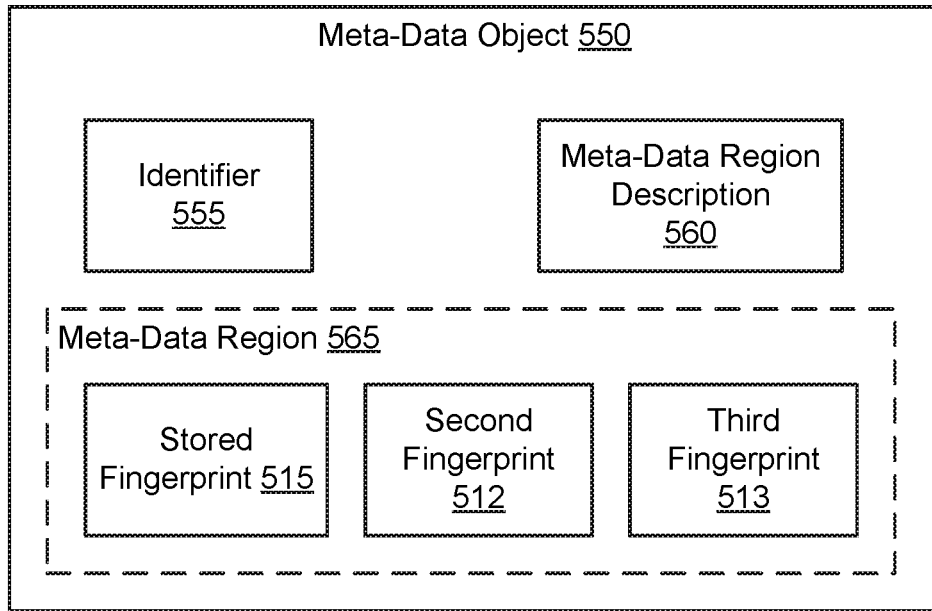 Meta-Data Object 550
Identifier
555
Meta-Data Region
Description
560
Meta-Data Region 565
Stored
Fingerprint 515
Second
Fingerprint
512
Third
Fingerprint
513